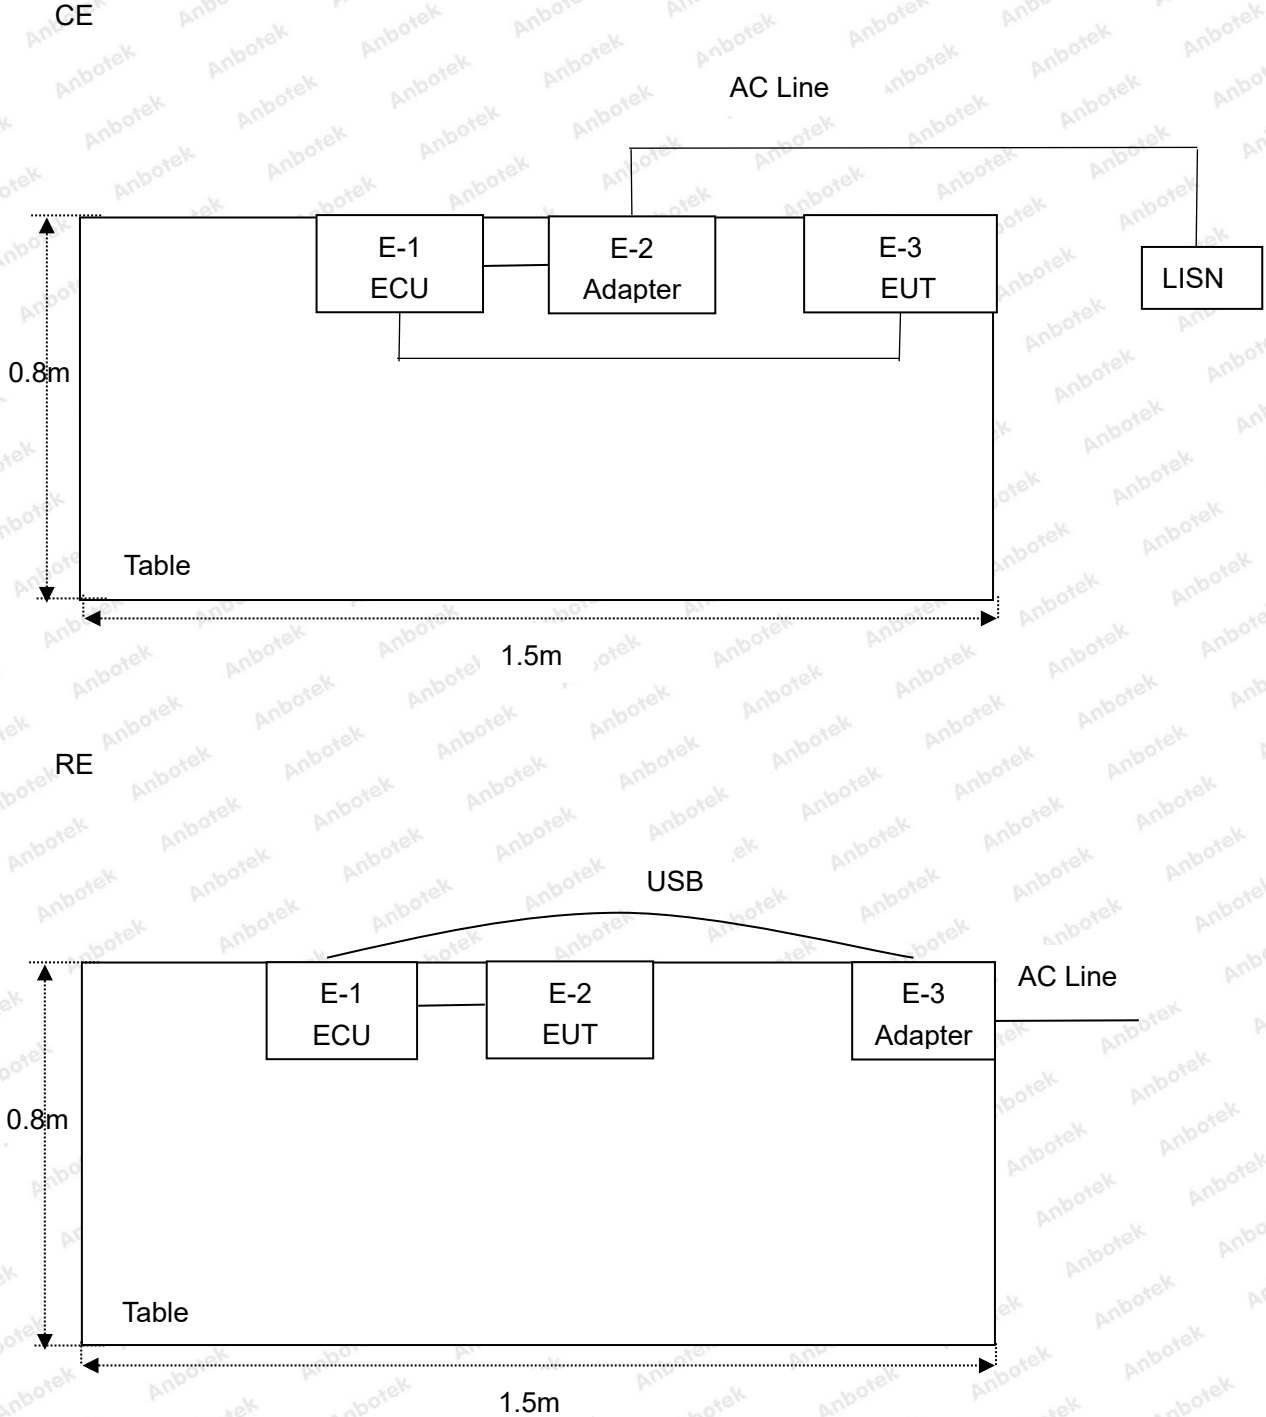 CE
AC Line
E-1
ECU
E-2
Adapter
E-3
EUT
LISN
0.8m
Table
1.5m
RE
USB
E-1
ECU
E-2
EUT
E-3
Adapter
AC Line
0.8m
Table
1.5m
Anbotek